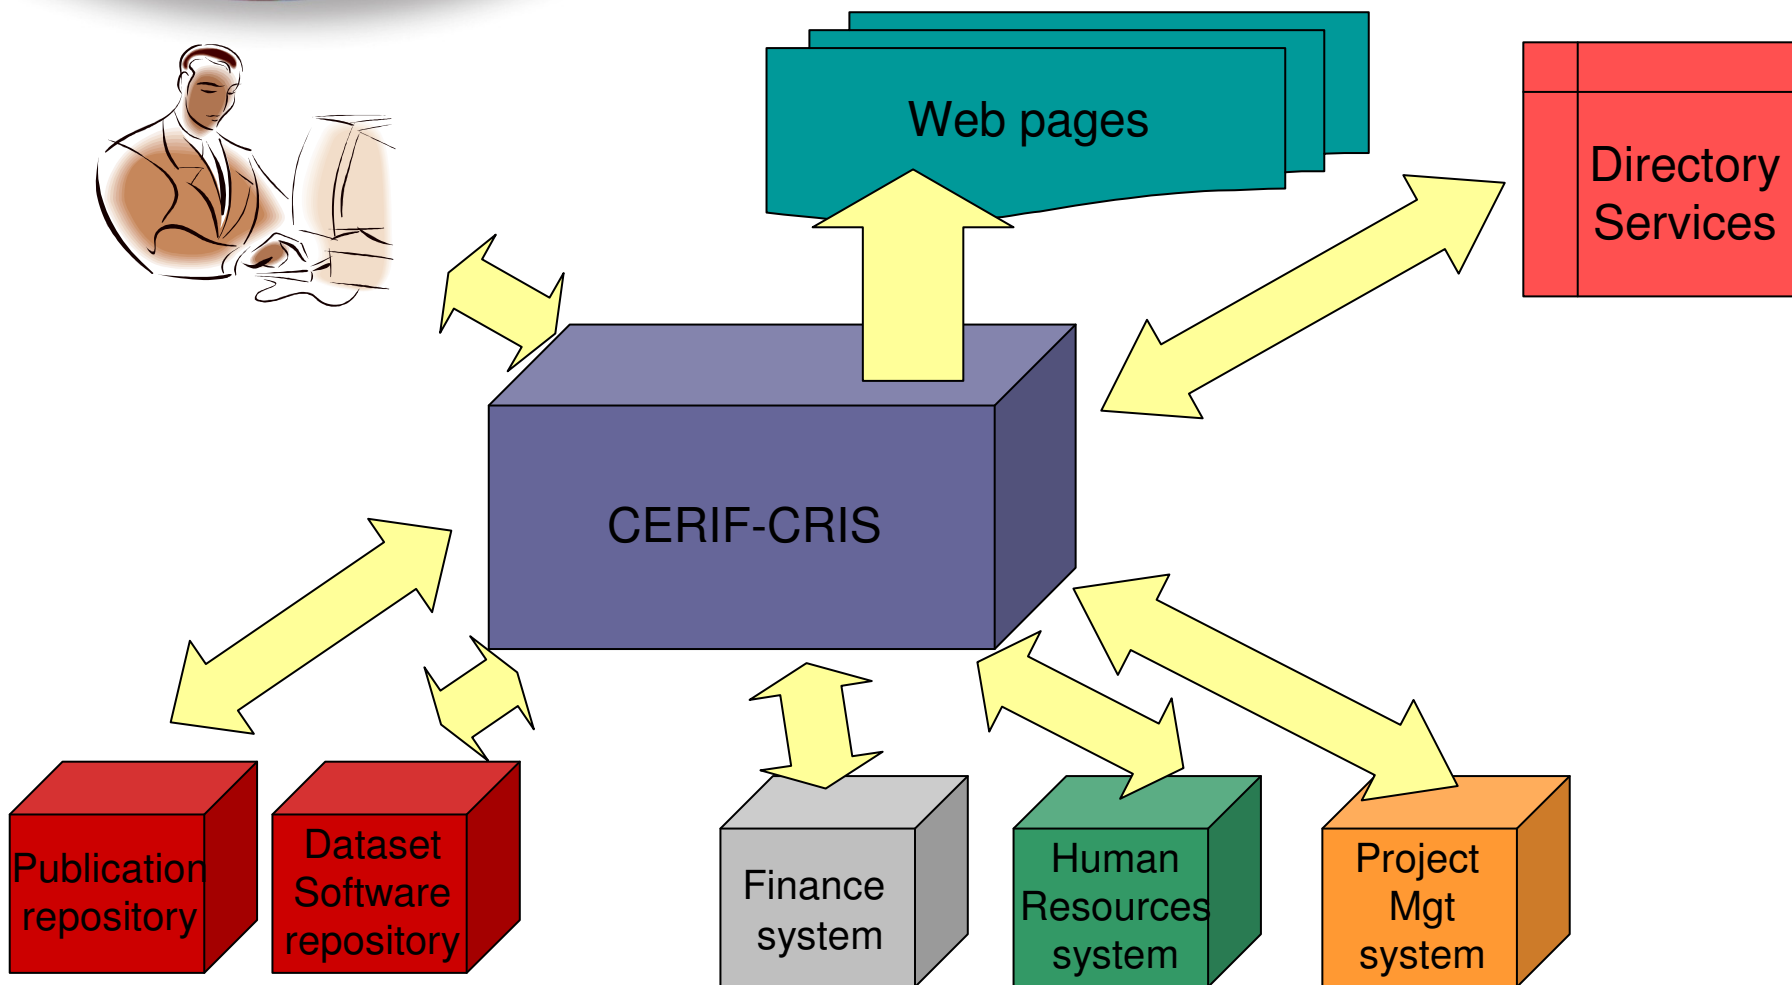 Web pages
Directory
Services
CERIF-CRIS
Publication
repository
Dataset
Software
repository
Finance
system
Human
Resources
system
Project
Mgt
system